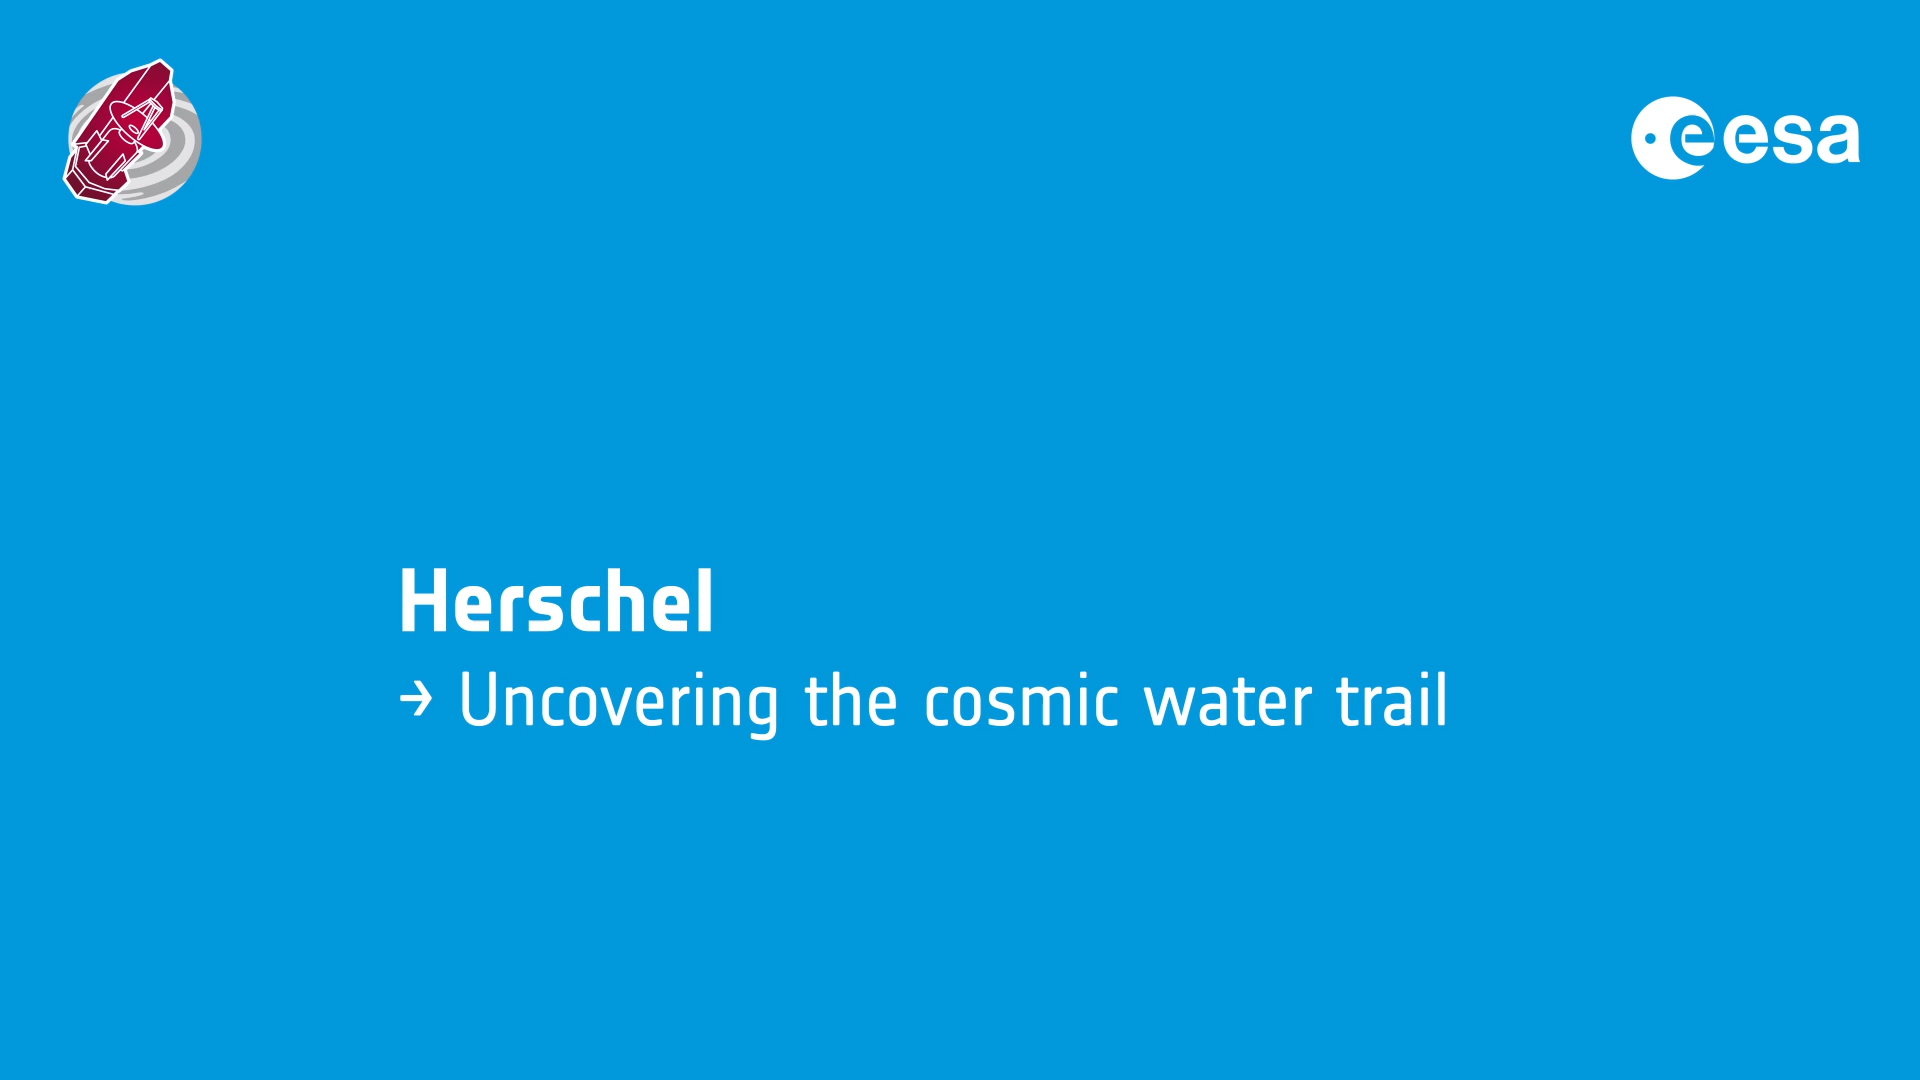 esa
Herschel
→ Uncovering the cosmic water trail